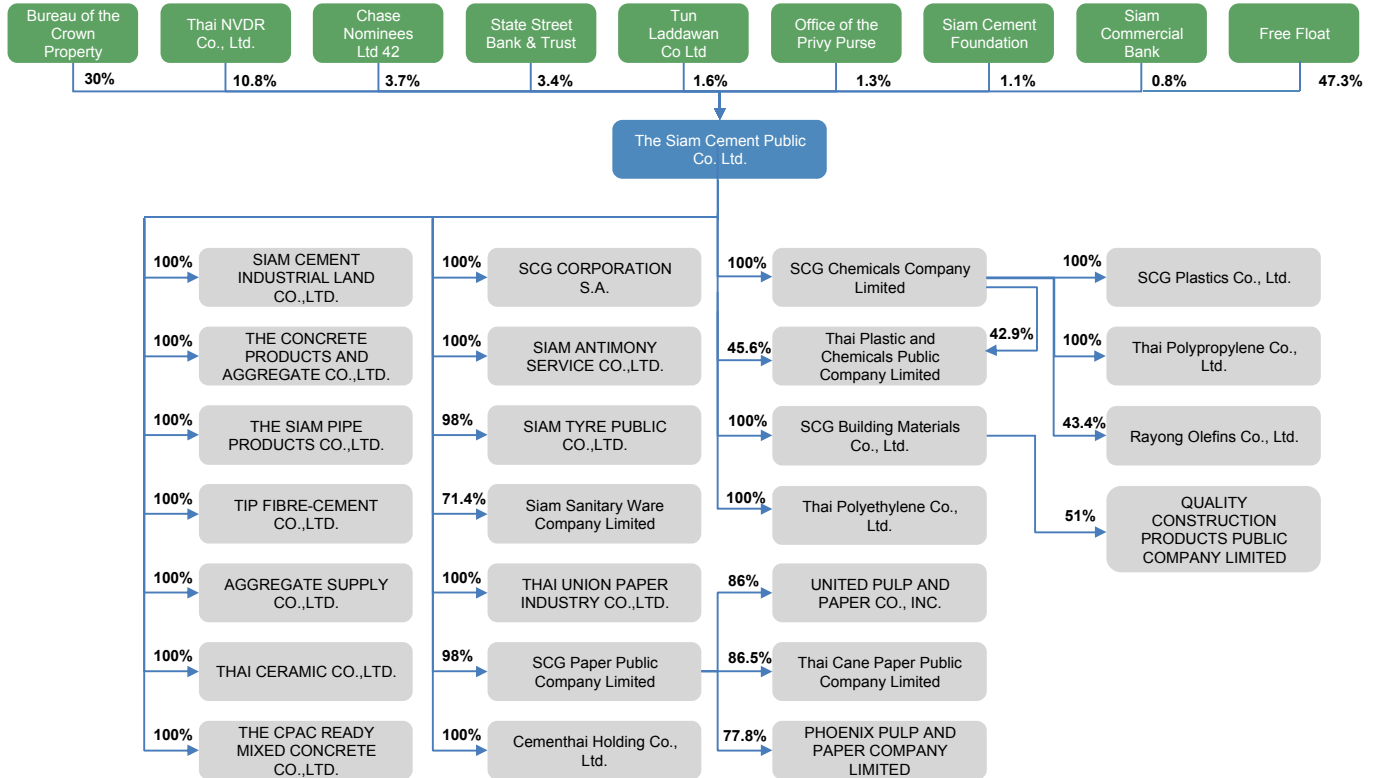 Bureau of the
Crown
Property
Thai NVDR
Co., Ltd.
Chase
Nominees
Ltd 42
State Street
Bank & Trust
Tun
Laddawan
Co Ltd
Office of the
Privy Purse
Siam Cement
Foundation
Siam
Commercial
Bank
Free Float
30%
10.8%
3.7%
3.4%
1.6%
1.3%
1.1%
0.8%
47.3%
The Siam Cement Public
Co. Ltd.
100%
SIAM CEMENT
INDUSTRIAL LAND
CO.,LTD.
100%
THE CONCRETE
PRODUCTS AND
AGGREGATE CO.,LTD.
100%
THE SIAM PIPE
PRODUCTS CO.,LTD.
100%
TIP FIBRE-CEMENT
CO.,LTD.
100%
AGGREGATE SUPPLY
CO.,LTD.
100%
THAI CERAMIC CO.,LTD.
100%
THE CPAC READY
MIXED CONCRETE
CO.,LTD.
100%
SCG CORPORATION
S.A.
100%
SIAM ANTIMONY
SERVICE CO.,LTD.
98%
SIAM TYRE PUBLIC
CO.,LTD.
71.4%
Siam Sanitary Ware
Company Limited
100%
THAI UNION PAPER
INDUSTRY CO.,LTD.
98%
SCG Paper Public
Company Limited
100%
Cementhai Holding Co.,
Ltd.
100%
SCG Chemicals Company
Limited
45.6%
Thai Plastic and
Chemicals Public
Company Limited
42.9%
100%
SCG Building Materials
Co., Ltd.
100%
Thai Polyethylene Co.,
Ltd.
86%
UNITED PULP AND
PAPER CO., INC.
86.5%
Thai Cane Paper Public
Company Limited
77.8%
PHOENIX PULP AND
PAPER COMPANY
LIMITED
100%
SCG Plastics Co., Ltd.
100%
Thai Polypropylene Co.,
Ltd.
43.4%
Rayong Olefins Co., Ltd.
51%
QUALITY
CONSTRUCTION
PRODUCTS PUBLIC
COMPANY LIMITED